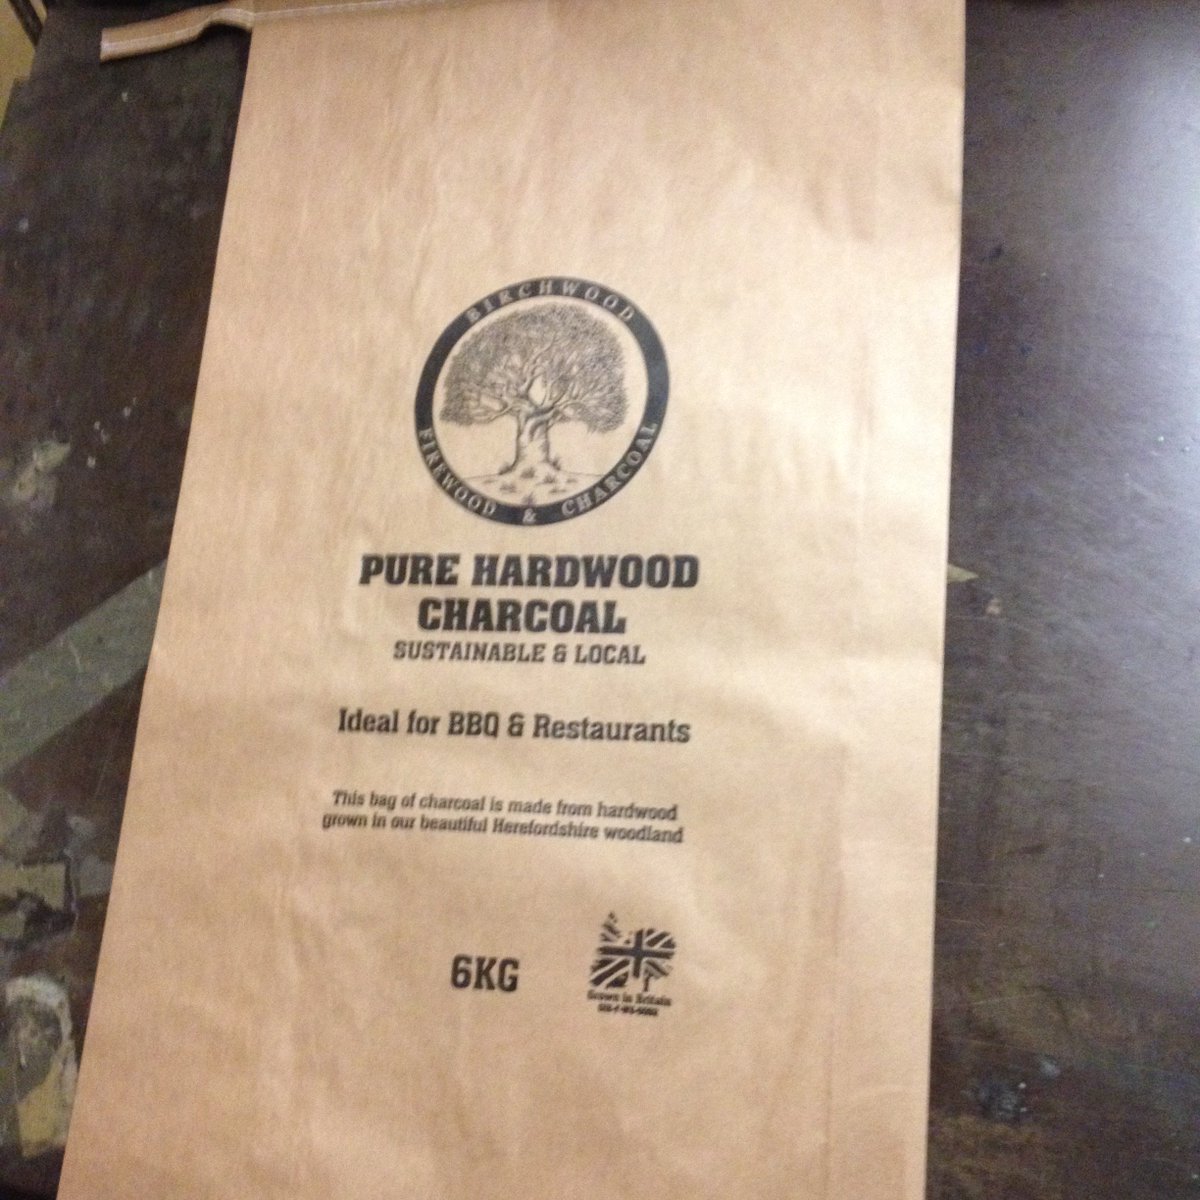 BIRCHWOOD
FIREWOOD & CHARCOAL
PURE HARDWOOD
CHARCOAL
SUSTAINABLE & LOCAL
Ideal for BBQ & Restaurants
This bag of charcoal is made from hardwood
grown in our beautiful Herefordshire woodland
6KG
Grown in Britain